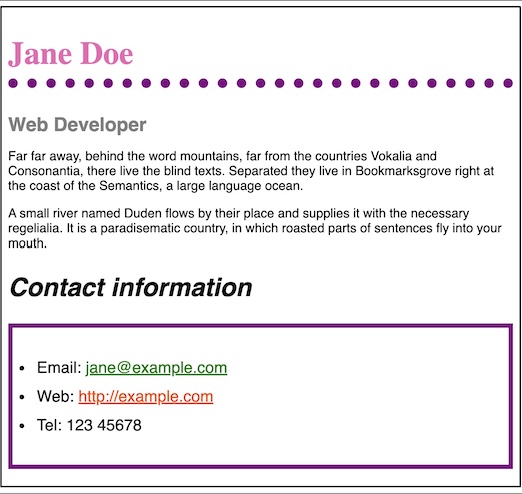 Jane Doe
Web Developer
Far far away, behind the word mountains, far from the countries Vokalia and
Consonantia, there live the blind texts. Separated they live in Bookmarksgrove right at
the coast of the Semantics, a large language ocean.
A small river named Duden flows by their place and supplies it with the necessary
regelialia. It is a paradisematic country, in which roasted parts of sentences fly into your
mouth.
Contact information
• Email: jane@example.com
• Web: http://example.com
• Tel: 123 45678